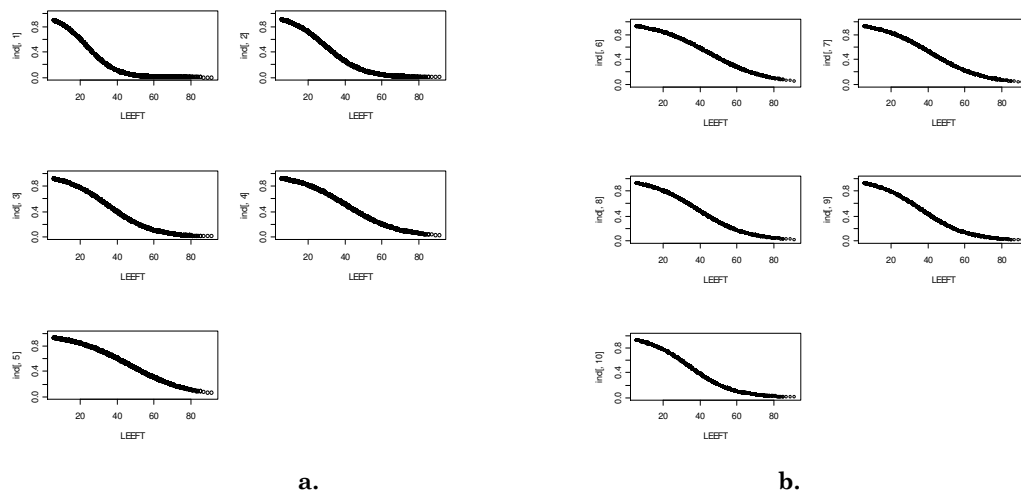 ind[, 1]
0.0 0.4 0.8
20 40 60 80
LEEFT
ind[, 2]
0.0 0.4 0.8
20 40 60 80
LEEFT
ind[, 3]
0.0 0.4 0.8
20 40 60 80
LEEFT
ind[, 4]
0.0 0.4 0.8
20 40 60 80
LEEFT
ind[, 5]
0.0 0.4 0.8
20 40 60 80
LEEFT
a.
ind[, 6]
0.0 0.4 0.8
20 40 60 80
LEEFT
ind[, 7]
0.0 0.4 0.8
20 40 60 80
LEEFT
ind[, 8]
0.0 0.4 0.8
20 40 60 80
LEEFT
ind[, 9]
0.0 0.4 0.8
20 40 60 80
LEEFT
ind[, 10]
0.0 0.4 0.8
20 40 60 80
LEEFT
b.